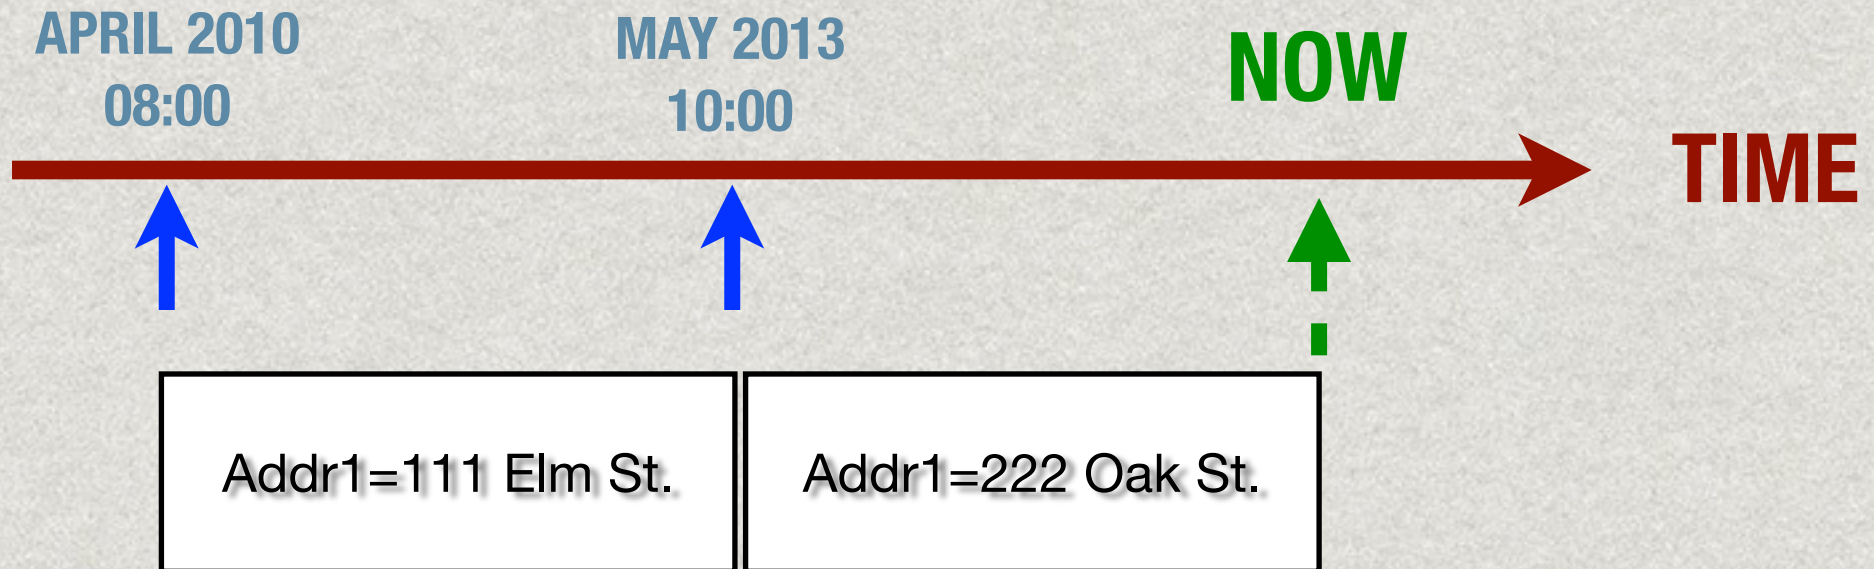 APRIL 2010
08:00
MAY 2013
10:00
NOW
TIME
Addr1=111 Elm St.
Addr1=222 Oak St.